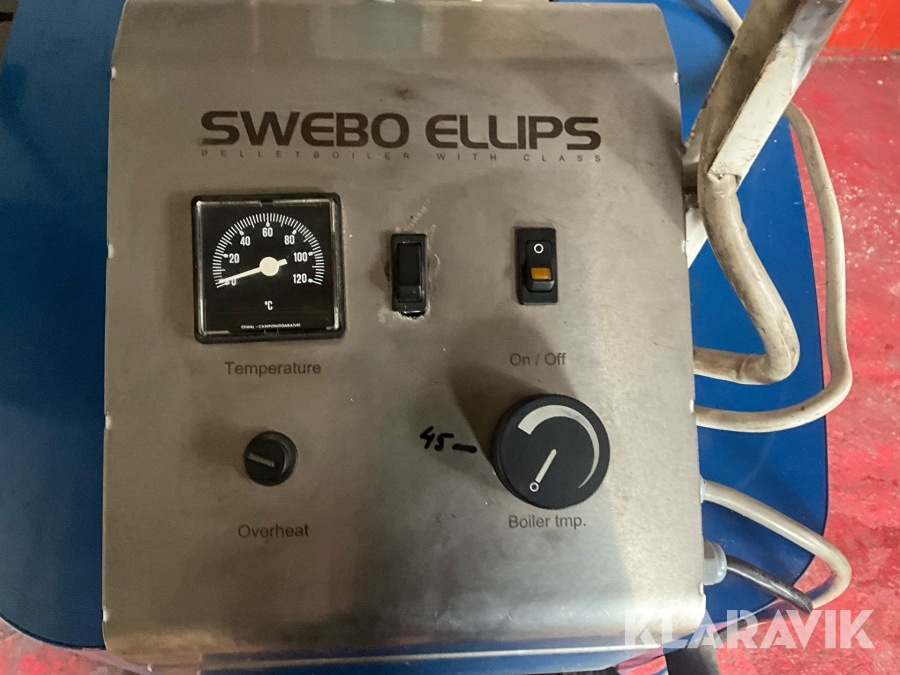 SWEBO ELLIPS
PELLETBOILER WITH CLASS
0 20 40 60 80 100 120
°C
Temperature
On / Off
45
Overheat
Boiler tmp.
KLARAVIK